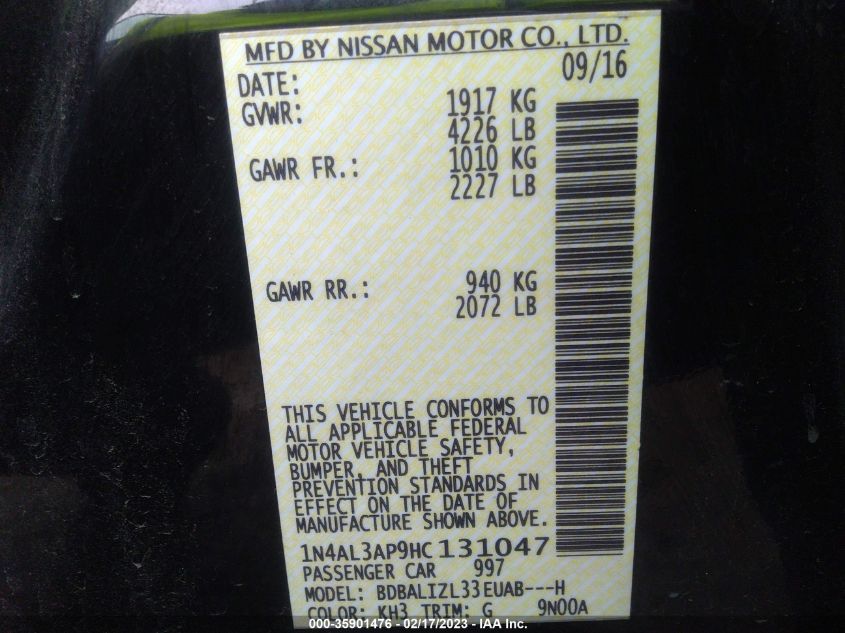 MFD BY NISSAN MOTOR CO., LTD.
DATE: 09/16
GVWR: 1917 KG
4226 LB
GAWR FR.: 1010 KG
2227 LB
GAWR RR.: 940 KG
2072 LB
THIS VEHICLE CONFORMS TO
ALL APPLICABLE FEDERAL
MOTOR VEHICLE SAFETY,
BUMPER, AND THEFT
PREVENTION STANDARDS IN
EFFECT ON THE DATE OF
MANUFACTURE SHOWN ABOVE.
1N4AL3AP9HC131047
PASSENGER CAR 997
MODEL: BDBALIZL33EUAB---H
COLOR: KH3 TRIM: G 9N00A
000-35901476 - 02/17/2023 - IAA Inc.